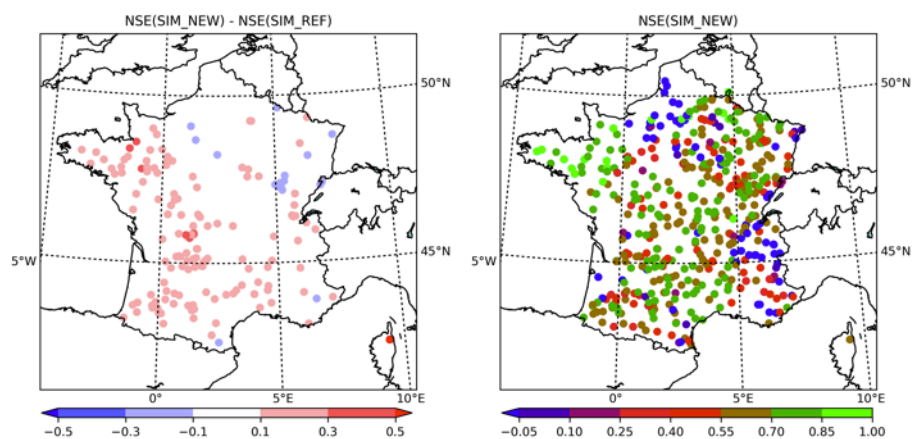 NSE(SIM_NEW) - NSE(SIM_REF)
50°N
45°N
5°W
0°E
5°E
10°E
−0.5 −0.3 −0.1 0.1 0.3 0.5
NSE(SIM_NEW)
50°N
45°N
5°W
0°E
5°E
10°E
−0.05 0.10 0.25 0.40 0.55 0.70 0.85 1.00